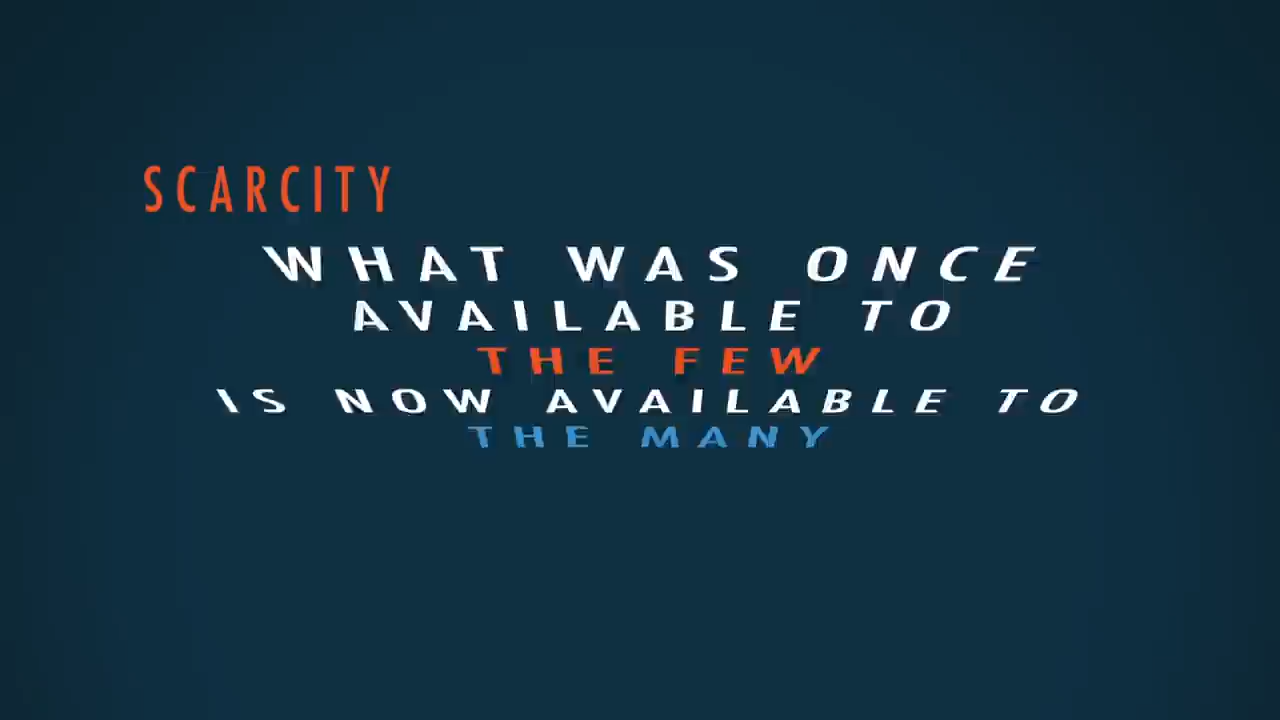 SCARCITY
WHAT WAS ONCE
AVAILABLE TO
THE FEW
IS NOW AVAILABLE TO
THE MANY